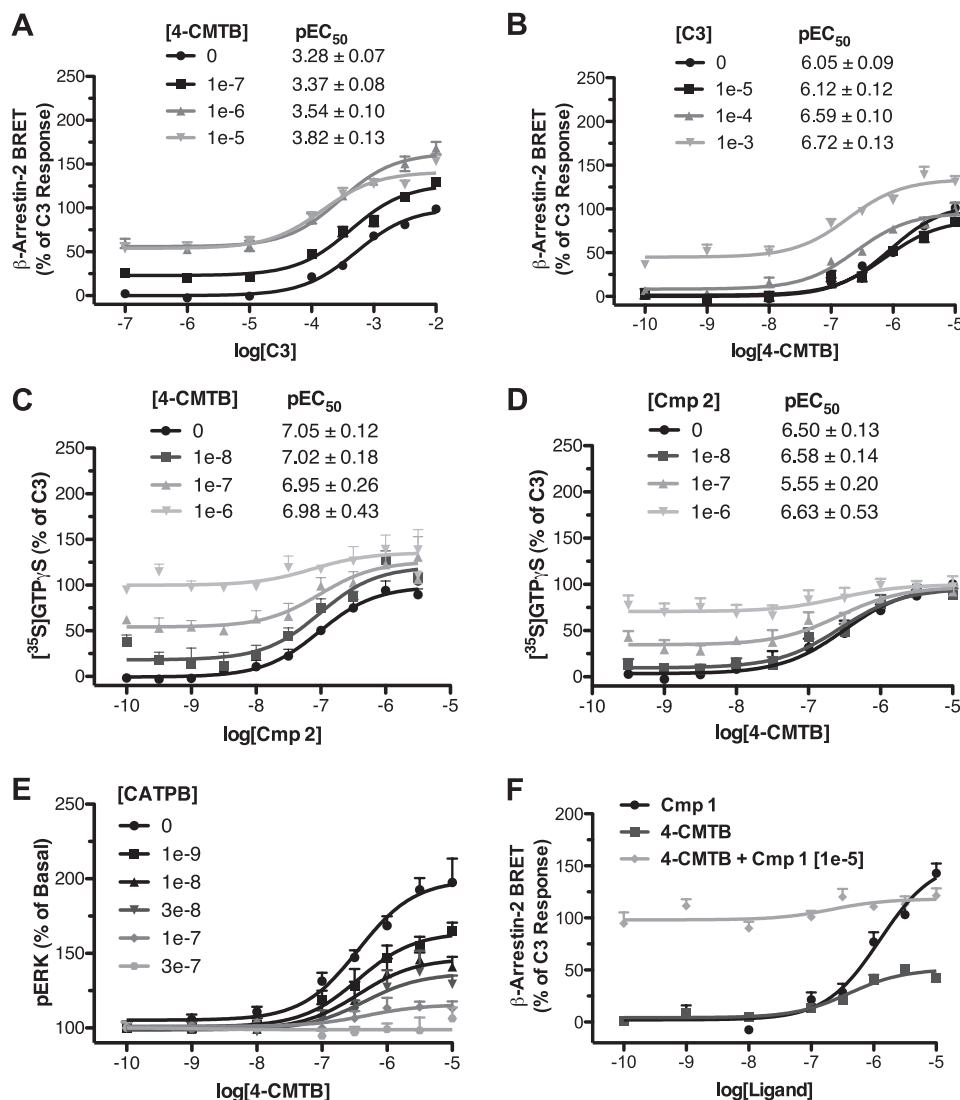 A
[4-CMTB] pEC50
0 3.28 ± 0.07
1e-7 3.37 ± 0.08
1e-6 3.54 ± 0.10
1e-5 3.82 ± 0.13
250
200
150
100
50
0
β-Arrestin-2 BRET
(% of C3 Response)
-7 -6 -5 -4 -3 -2
log[C3]
B
[C3] pEC50
0 6.05 ± 0.09
1e-5 6.12 ± 0.12
1e-4 6.59 ± 0.10
1e-3 6.72 ± 0.13
250
200
150
100
50
0
β-Arrestin-2 BRET
(% of C3 Response)
-10 -9 -8 -7 -6 -5
log[4-CMTB]
C
[4-CMTB] pEC50
0 7.05 ± 0.12
1e-8 7.02 ± 0.18
1e-7 6.95 ± 0.26
1e-6 6.98 ± 0.43
250
200
150
100
50
0
[35S]GTPγS (% of C3)
-10 -9 -8 -7 -6 -5
log[Cmp 2]
D
[Cmp 2] pEC50
0 6.50 ± 0.13
1e-8 6.58 ± 0.14
1e-7 5.55 ± 0.20
1e-6 6.63 ± 0.53
250
200
150
100
50
0
[35S]GTPγS (% of C3)
-10 -9 -8 -7 -6 -5
log[4-CMTB]
E
[CATPB]
0
1e-9
1e-8
3e-8
1e-7
3e-7
250
200
150
100
pERK (% of Basal)
-10 -9 -8 -7 -6 -5
log[4-CMTB]
F
Cmp 1
4-CMTB
4-CMTB + Cmp 1 [1e-5]
200
150
100
50
0
β-Arrestin-2 BRET
(% of C3 Response)
-10 -9 -8 -7 -6 -5
log[Ligand]